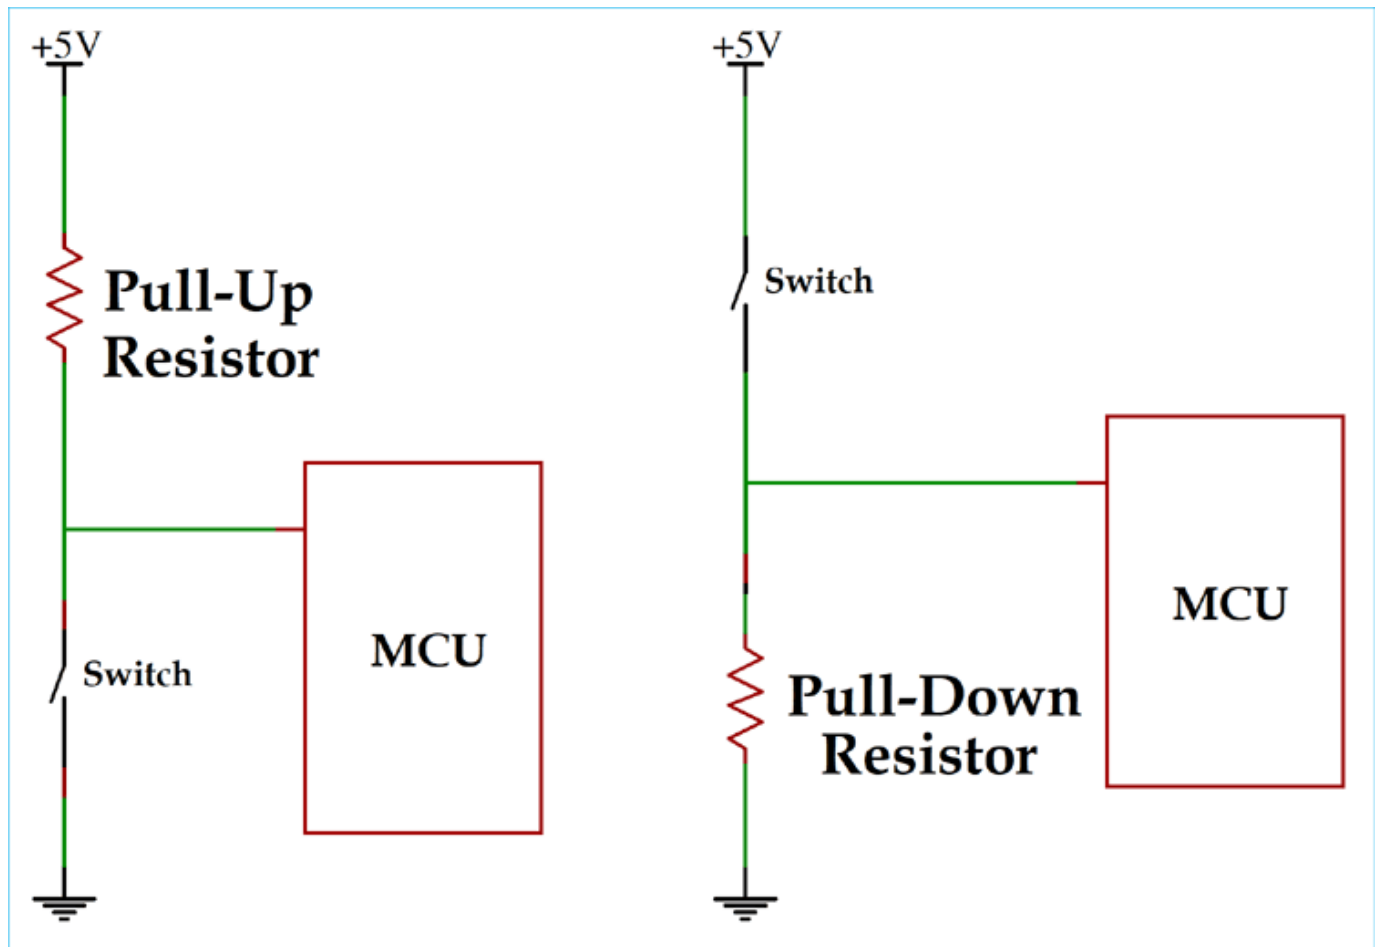 +5V
Pull-Up
Resistor
Switch
MCU
+5V
Switch
MCU
Pull-Down
Resistor